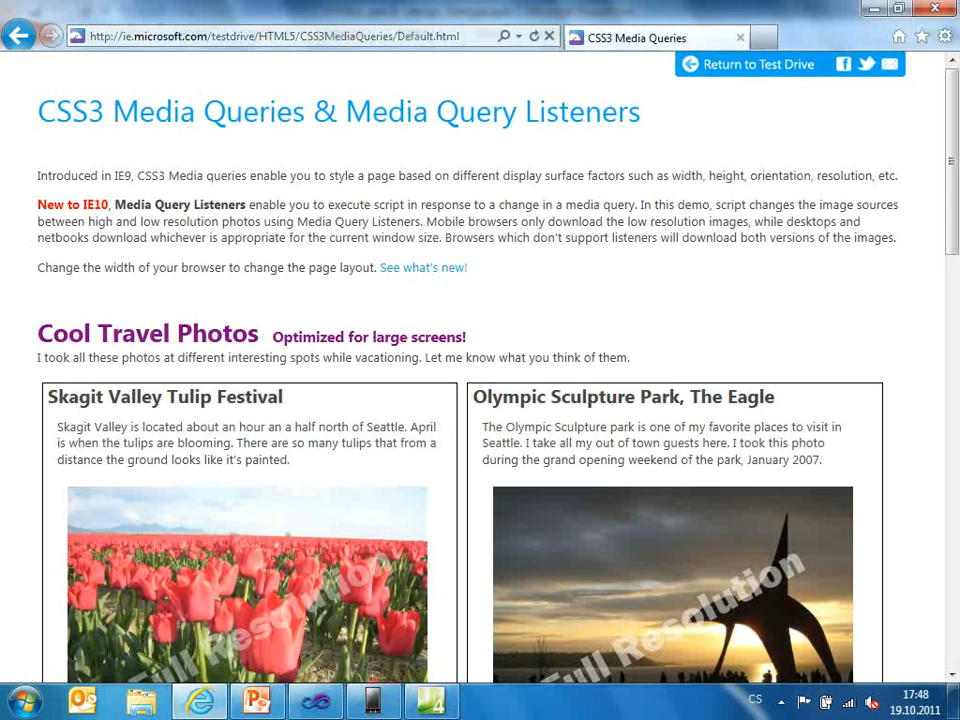 http://ie.microsoft.com/testdrive/HTML5/CSS3MediaQueries/Default.html
CSS3 Media Queries
Return to Test Drive
CSS3 Media Queries & Media Query Listeners
Introduced in IE9, CSS3 Media queries enable you to style a page based on different display surface factors such as width, height, orientation, resolution, etc.
New to IE10, Media Query Listeners enable you to execute script in response to a change in a media query. In this demo, script changes the image sources
between high and low resolution photos using Media Query Listeners. Mobile browsers only download the low resolution images, while desktops and
netbooks download whichever is appropriate for the current window size. Browsers which don't support listeners will download both versions of the images.
Change the width of your browser to change the page layout. See what's new!
Cool Travel Photos Optimized for large screens!
I took all these photos at different interesting spots while vacationing. Let me know what you think of them.
Skagit Valley Tulip Festival
Skagit Valley is located about an hour an a half north of Seattle. April
is when the tulips are blooming. There are so many tulips that from a
distance the ground looks like it's painted.
Full Resolution
Olympic Sculpture Park, The Eagle
The Olympic Sculpture park is one of my favorite places to visit in
Seattle. I take all my out of town guests here. I took this photo
during the grand opening weekend of the park, January 2007.
Full Resolution
CS
17:48
19.10.2011